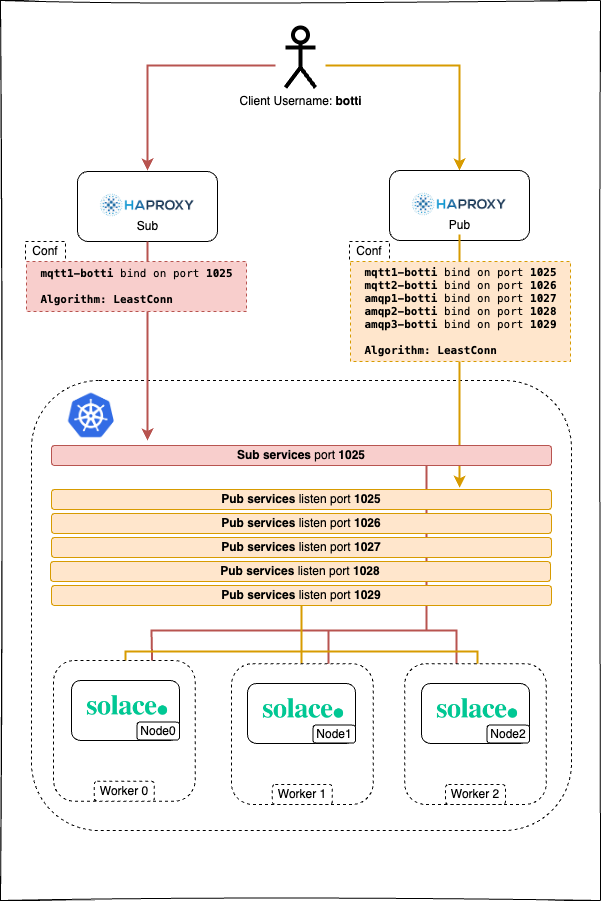 Client Username: botti
HAPROXY
Sub
HAPROXY
Pub
Conf
mqtt1-botti bind on port 1025
Algorithm: LeastConn
Conf
mqtt1-botti bind on port 1025
mqtt2-botti bind on port 1026
amqp1-botti bind on port 1027
amqp2-botti bind on port 1028
amqp3-botti bind on port 1029
Algorithm: LeastConn
Sub services port 1025
Pub services listen port 1025
Pub services listen port 1026
Pub services listen port 1027
Pub services listen port 1028
Pub services listen port 1029
solace.
Node0
Worker 0
solace.
Node1
Worker 1
solace.
Node2
Worker 2